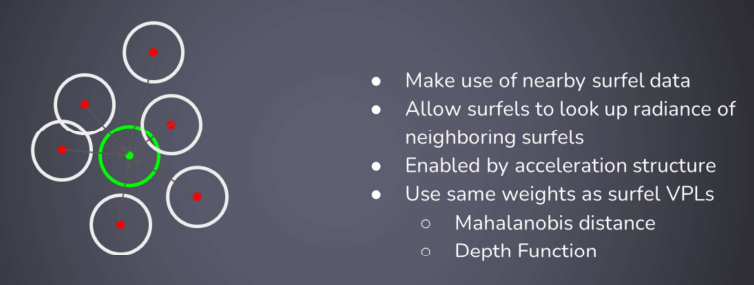 ● Make use of nearby surfel data
● Allow surfels to look up radiance of
neighboring surfels
● Enabled by acceleration structure
● Use same weights as surfel VPLs
○ Mahalanobis distance
○ Depth Function